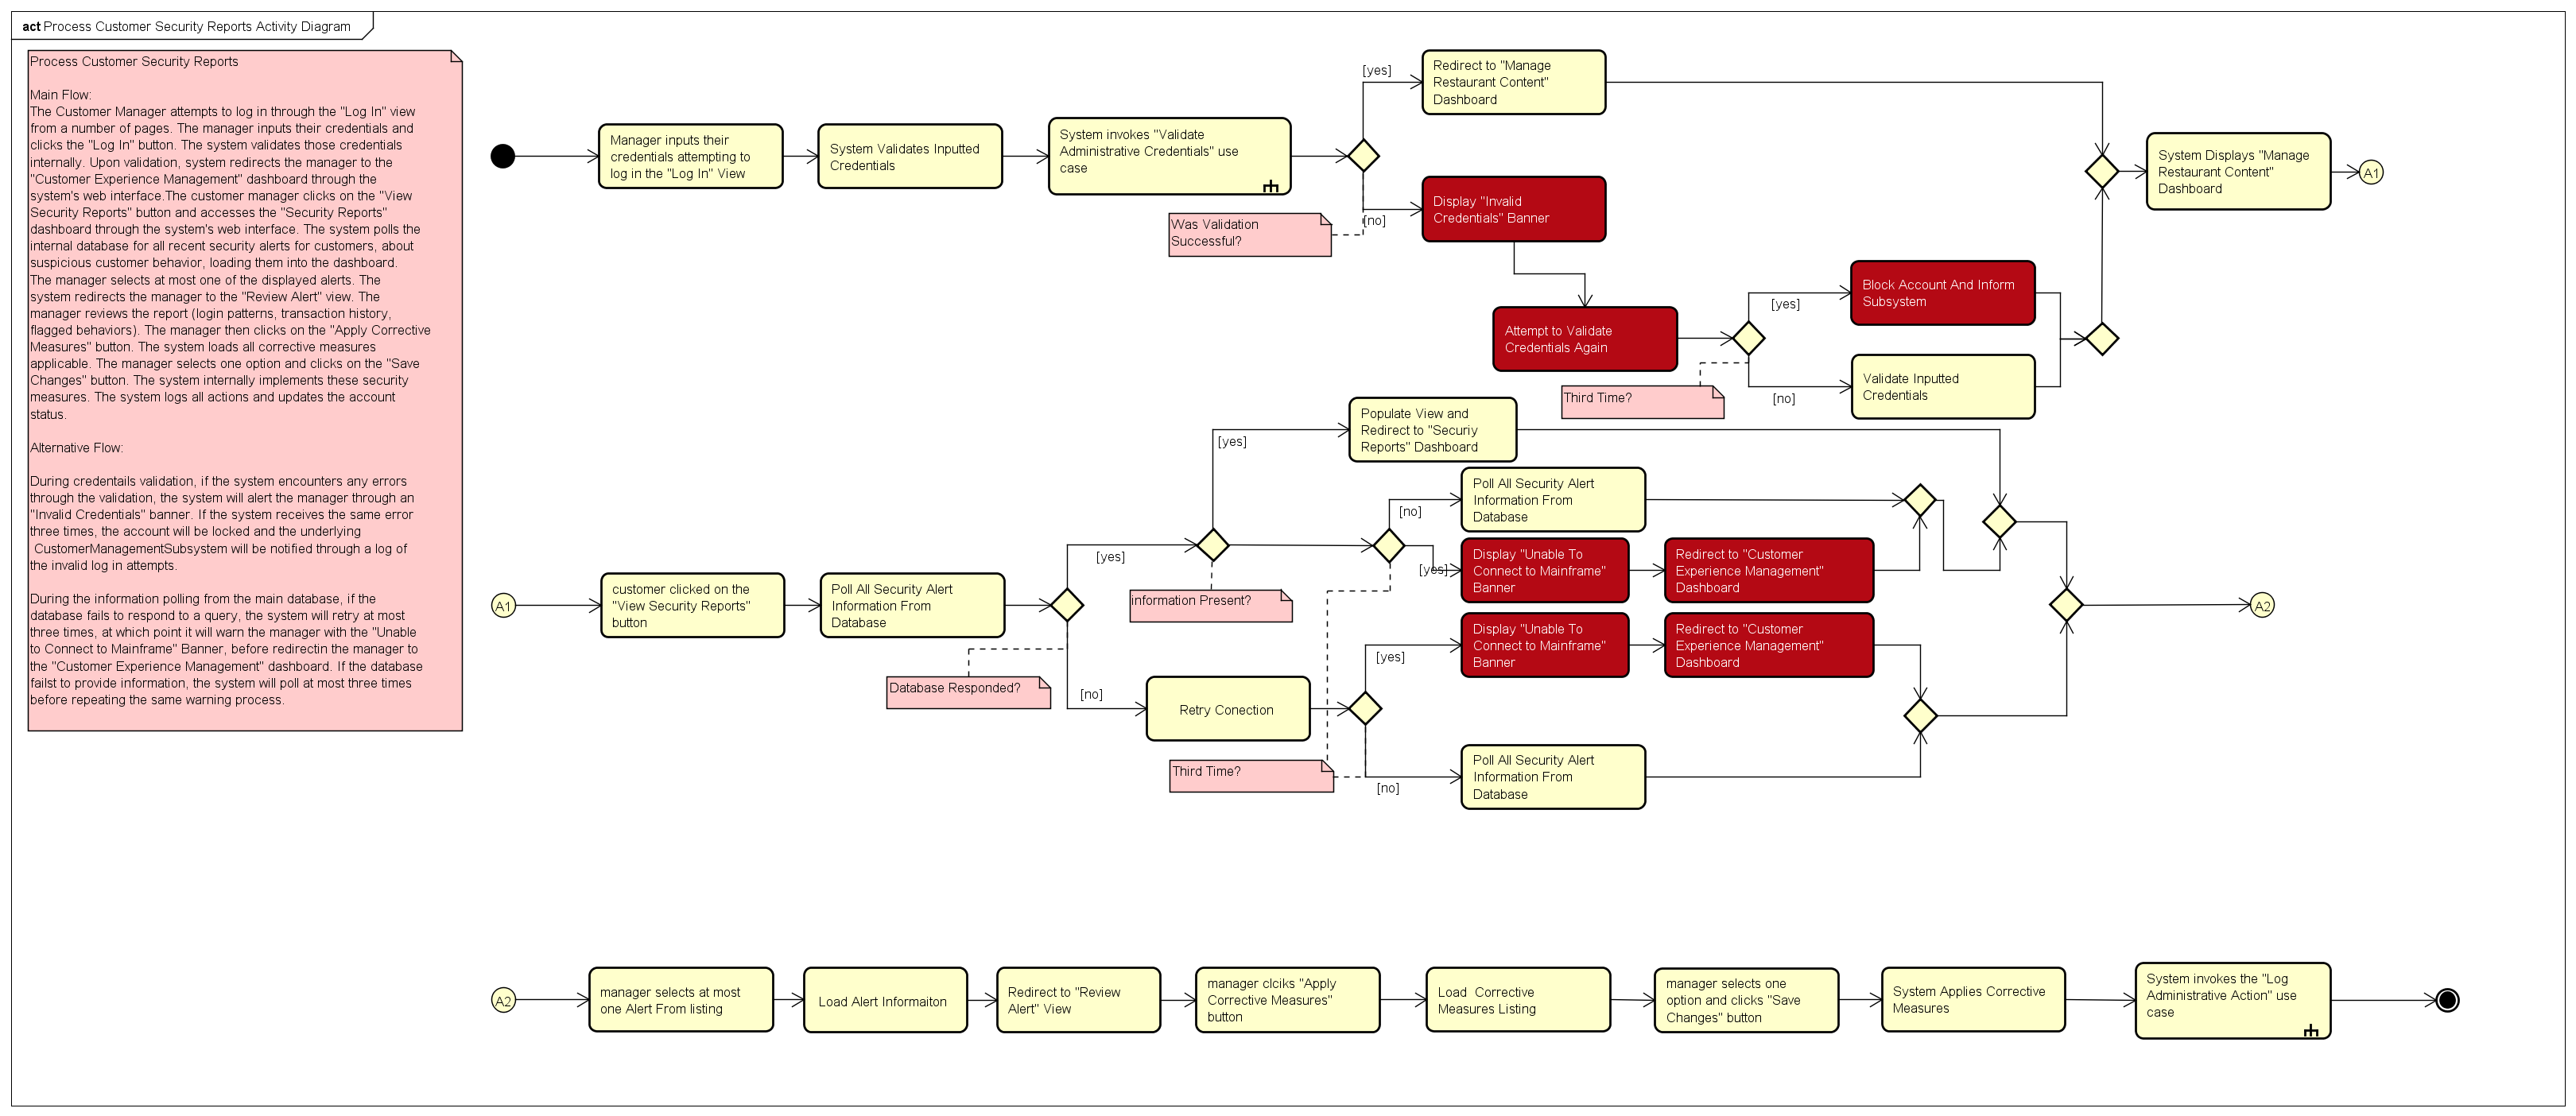 act Process Customer Security Reports Activity Diagram
Process Customer Security Reports
Main Flow:
The Customer Manager attempts to log in through the "Log In" view
from a number of pages. The manager inputs their credentials and
clicks the "Log In" button. The system validates those credentials
internally. Upon validation, system redirects the manager to the
"Customer Experience Management" dashboard through the
system's web interface.The customer manager clicks on the "View
Security Reports" button and accesses the "Security Reports"
dashboard through the system's web interface. The system polls the
internal database for all recent security alerts for customers, about
suspicious customer behavior, loading them into the dashboard.
The manager selects at most one of the displayed alerts. The
system redirects the manager to the "Review Alert" view. The
manager reviews the report (login patterns, transaction history,
flagged behaviors). The manager then clicks on the "Apply Corrective
Measures" button. The system loads all corrective measures
applicable. The manager selects one option and clicks on the "Save
Changes" button. The system internally implements these security
measures. The system logs all actions and updates the account
status.
Alternative Flow:
During credentails validation, if the system encounters any errors
through the validation, the system will alert the manager through an
"Invalid Credentials" banner. If the system receives the same error
three times, the account will be locked and the underlying
CustomerManagementSubsystem will be notified through a log of
the invalid log in attempts.
During the information polling from the main database, if the
database fails to respond to a query, the system will retry at most
three times, at which point it will warn the manager with the "Unable
to Connect to Mainframe" Banner, before redirectin the manager to
the "Customer Experience Management" dashboard. If the database
failst to provide information, the system will poll at most three times
before repeating the same warning process.
Manager inputs their
credentials attempting to
log in the "Log In" View
System Validates Inputted
Credentials
System invokes "Validate
Administrative Credentials" use
case
Was Validation
Successful?
[yes]
Redirect to "Manage
Restaurant Content"
Dashboard
[no]
Display "Invalid
Credentials" Banner
Attempt to Validate
Credentials Again
Third Time?
[yes]
Block Account And Inform
Subsystem
[no]
Validate Inputted
Credentials
System Displays "Manage
Restaurant Content"
Dashboard
A1
A1
customer clicked on the
"View Security Reports"
button
Poll All Security Alert
Information From
Database
Database Responded?
[yes]
information Present?
[yes]
Populate View and
Redirect to "Securiy
Reports" Dashboard
[no]
Poll All Security Alert
Information From
Database
[yes]
Display "Unable To
Connect to Mainframe"
Banner
Redirect to "Customer
Experience Management"
Dashboard
[no]
Retry Conection
Third Time?
[yes]
Display "Unable To
Connect to Mainframe"
Banner
Redirect to "Customer
Experience Management"
Dashboard
[no]
Poll All Security Alert
Information From
Database
A2
A2
manager selects at most
one Alert From listing
Load Alert Informaiton
Redirect to "Review
Alert" View
manager clciks "Apply
Corrective Measures"
button
Load  Corrective
Measures Listing
manager selects one
option and clicks "Save
Changes" button
System Applies Corrective
Measures
System invokes the "Log
Administrative Action" use
case